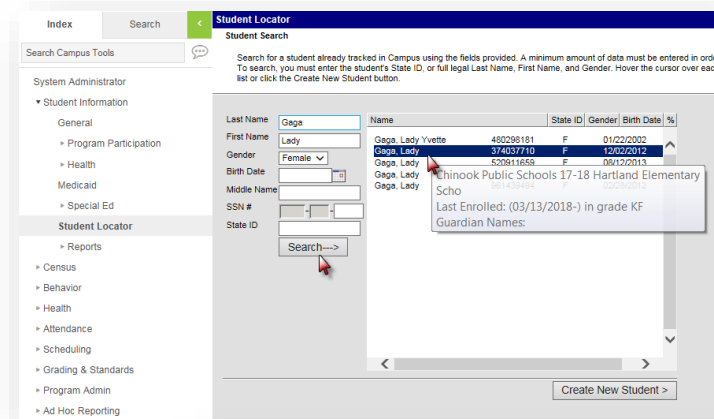 Index
Search
<
Search Campus Tools
System Administrator
Student Information
General
Program Participation
Health
Medicaid
Special Ed
Student Locator
Reports
Census
Behavior
Health
Attendance
Scheduling
Grading & Standards
Program Admin
Ad Hoc Reporting
Student Locator
Student Search
Search for a student already tracked in Campus using the fields provided. A minimum amount of data must be entered in orde
To search, you must enter the student's State ID, or full legal Last Name, First Name, and Gender. Hover the cursor over eac
list or click the Create New Student button.
Last Name Gaga
First Name Lady
Gender Female
Birth Date
Middle Name
SSN # - -
State ID
Search--->
Name State ID Gender Birth Date %
Gaga, Lady Yvette 480298181 F 01/22/2002
Gaga, Lady 374037710 F 12/02/2012
Gaga, Lady 520911659 F 08/12/2013
Gaga, Lady
Gaga, Lady
Chinook Public Schools 17-18 Hartland Elementary
Scho
Last Enrolled: (03/13/2018-) in grade KF
Guardian Names:
Create New Student >